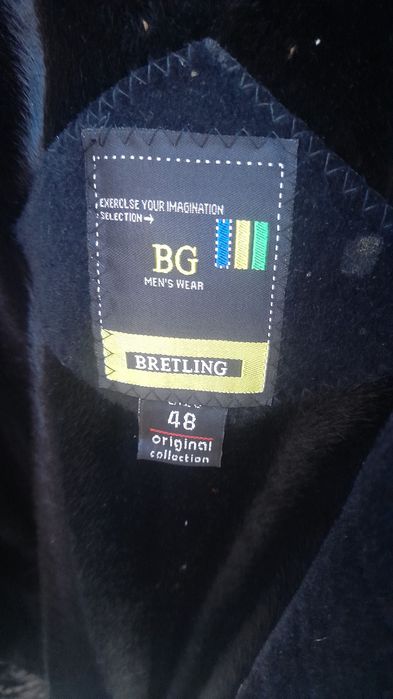 EXERCLSE YOUR IMAGINATION
SELECTION →
BG
MEN'S WEAR
BRETLING
48
original
collection